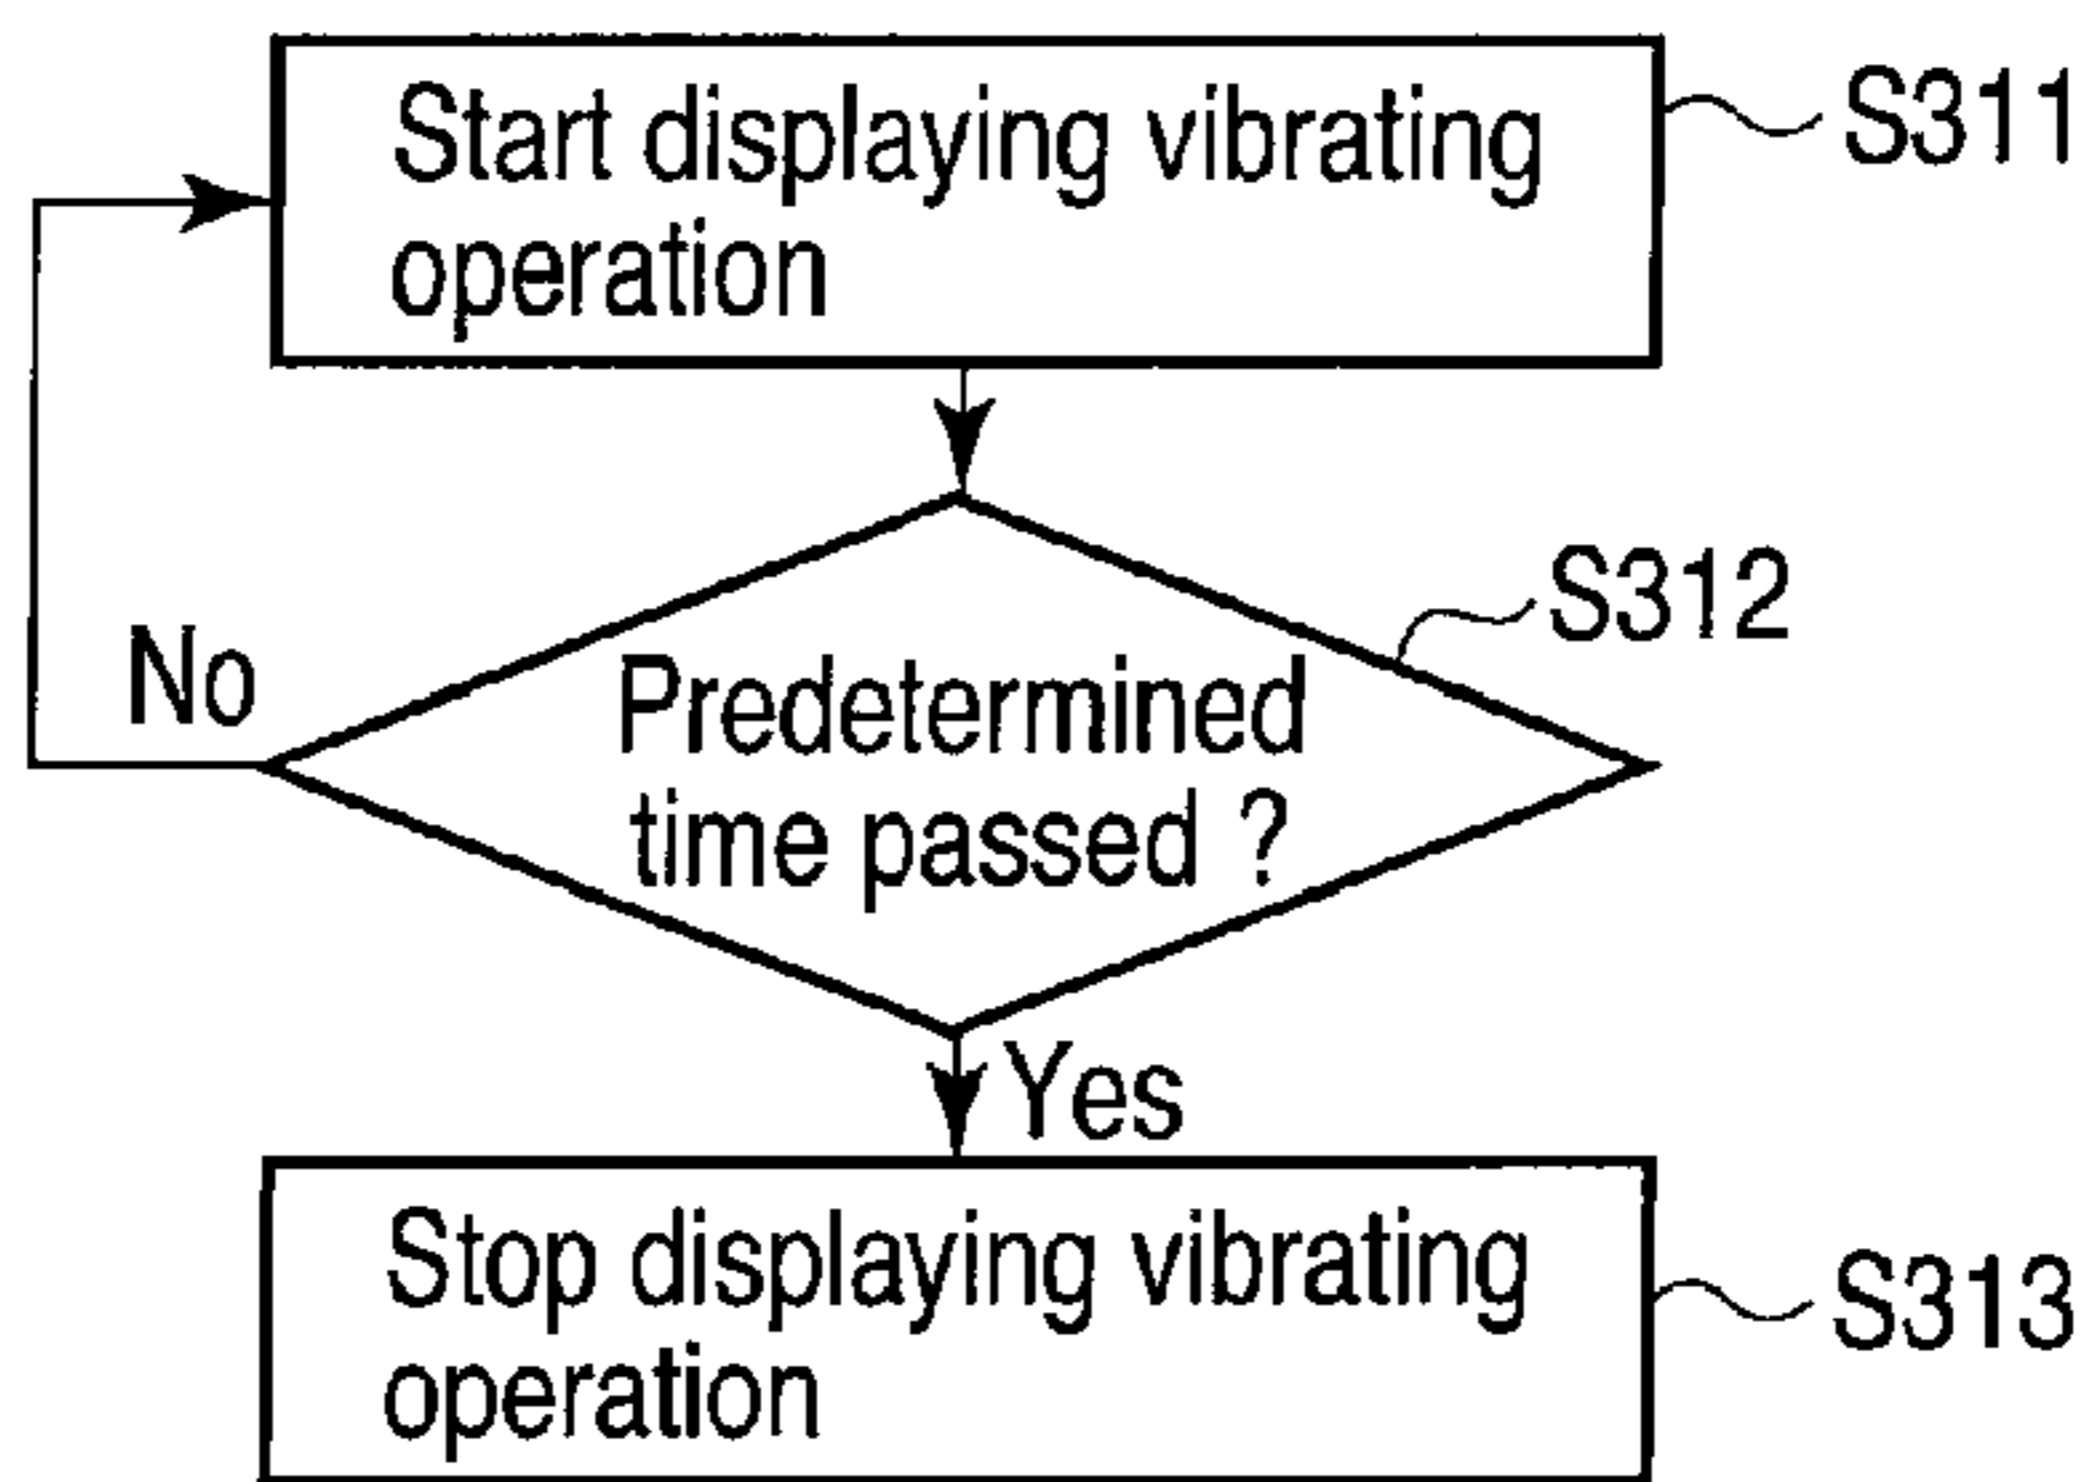 Start displaying vibrating
operation
S311
S312
No
Predetermined
time passed ?
Yes
Stop displaying vibrating
operation
S313